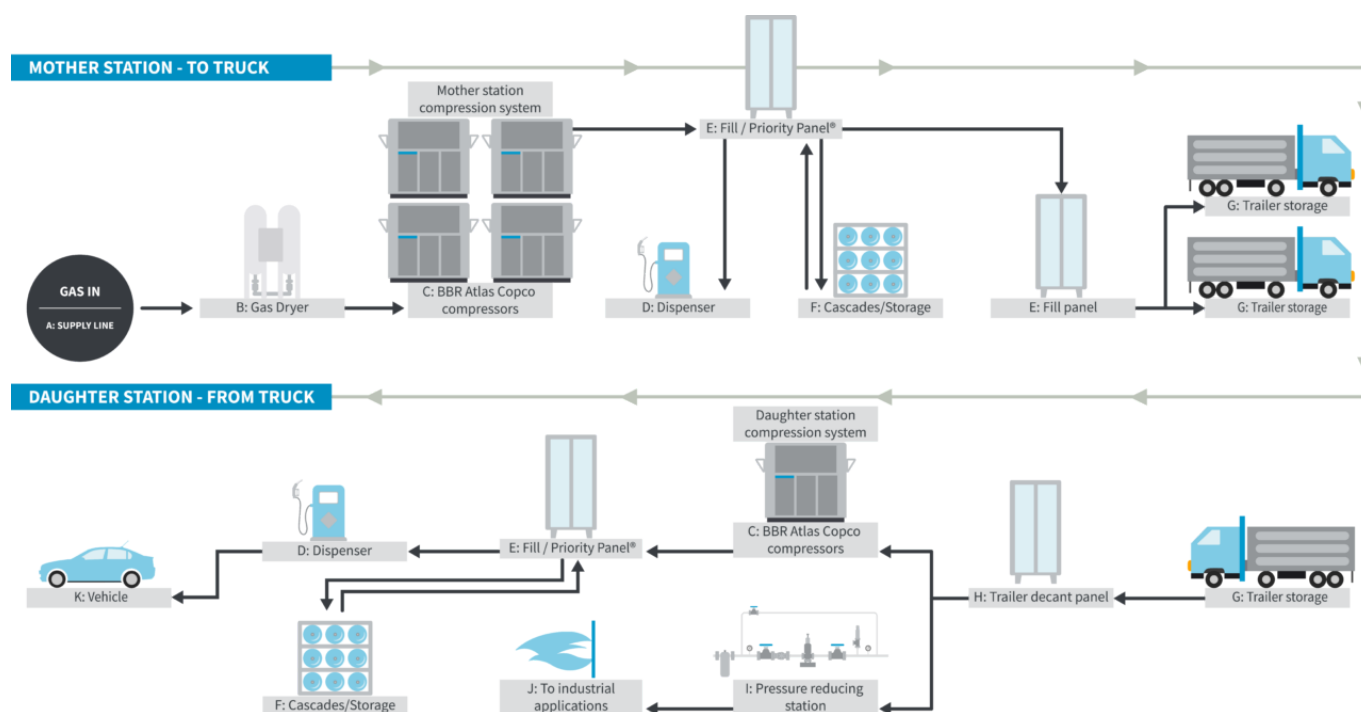 MOTHER STATION - TO TRUCK
Mother station
compression system
E: Fill / Priority Panel®
G: Trailer storage
GAS IN
A: SUPPLY LINE
B: Gas Dryer
C: BBR Atlas Copco
compressors
D: Dispenser
F: Cascades/Storage
E: Fill panel
G: Trailer storage
DAUGHTER STATION - FROM TRUCK
Daughter station
compression system
D: Dispenser
E: Fill / Priority Panel®
C: BBR Atlas Copco
compressors
K: Vehicle
H: Trailer decant panel
G: Trailer storage
F: Cascades/Storage
J: To industrial
applications
I: Pressure reducing
station